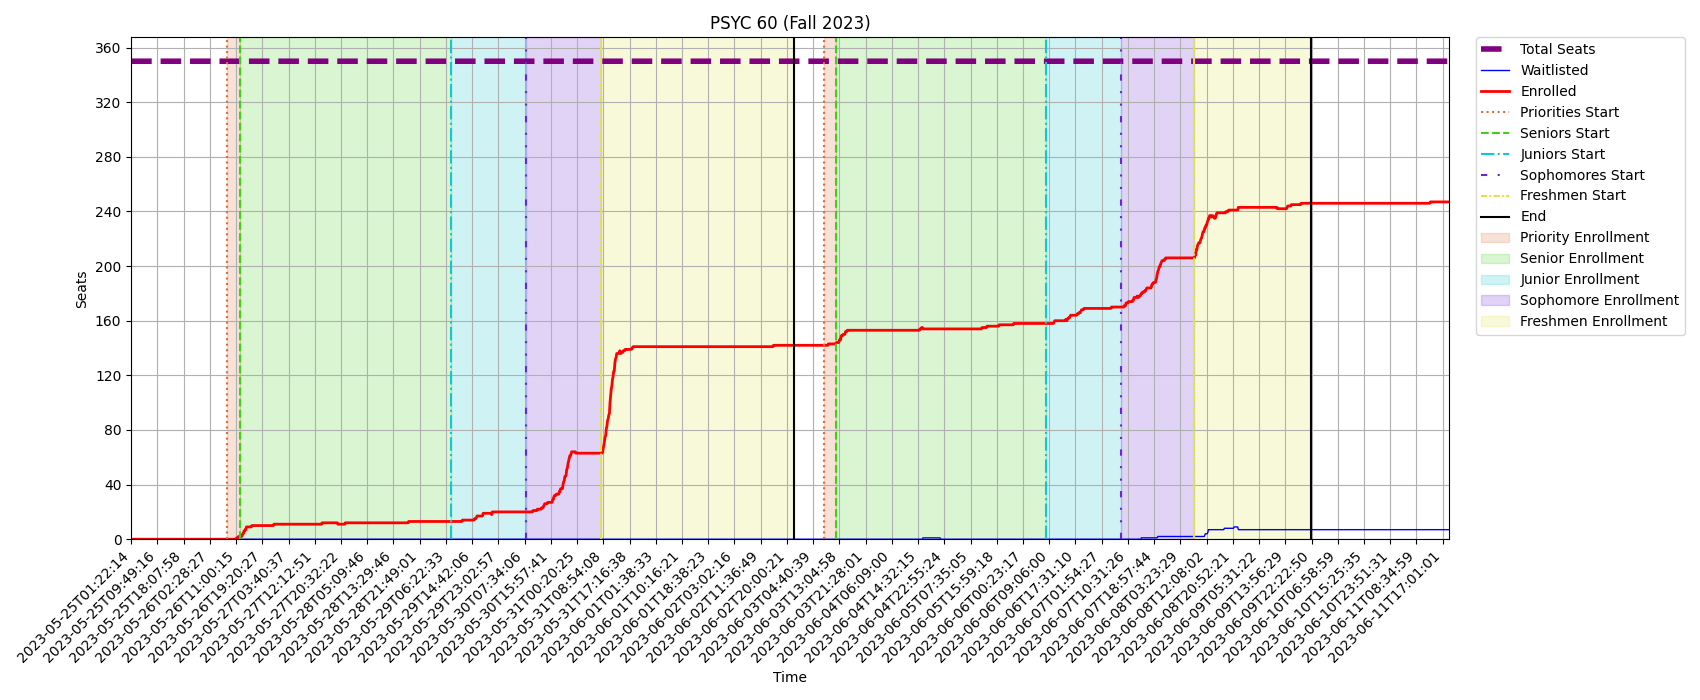 PSYC 60 (Fall 2023)
360
320
280
240
200
160
120
80
40
0
Seats
2023-05-25T01:22:14
2023-05-25T09:49:16
2023-05-25T18:07:58
2023-05-26T02:28:27
2023-05-26T11:00:15
2023-05-26T19:20:27
2023-05-27T03:40:37
2023-05-27T12:12:51
2023-05-27T20:32:22
2023-05-28T05:09:46
2023-05-28T13:29:46
2023-05-28T21:49:01
2023-05-29T06:22:33
2023-05-29T14:42:06
2023-05-29T23:02:57
2023-05-30T07:34:06
2023-05-30T15:57:41
2023-05-31T00:20:25
2023-05-31T08:54:08
2023-05-31T17:16:38
2023-06-01T01:38:33
2023-06-01T10:16:21
2023-06-01T18:38:23
2023-06-02T03:02:16
2023-06-02T11:36:49
2023-06-02T20:00:21
2023-06-03T04:40:39
2023-06-03T13:04:58
2023-06-03T21:28:01
2023-06-04T06:09:00
2023-06-04T14:32:15
2023-06-04T22:55:24
2023-06-05T07:35:05
2023-06-05T15:59:18
2023-06-06T00:23:17
2023-06-06T09:06:00
2023-06-06T17:31:10
2023-06-07T01:54:27
2023-06-07T10:31:26
2023-06-07T18:57:44
2023-06-08T03:23:29
2023-06-08T12:08:02
2023-06-08T20:52:21
2023-06-09T05:31:22
2023-06-09T13:56:29
2023-06-09T22:22:50
2023-06-10T06:58:59
2023-06-10T15:25:35
2023-06-10T23:51:31
2023-06-11T08:34:59
2023-06-11T17:01:01
Time
Total Seats
Waitlisted
Enrolled
Priorities Start
Seniors Start
Juniors Start
Sophomores Start
Freshmen Start
End
Priority Enrollment
Senior Enrollment
Junior Enrollment
Sophomore Enrollment
Freshmen Enrollment